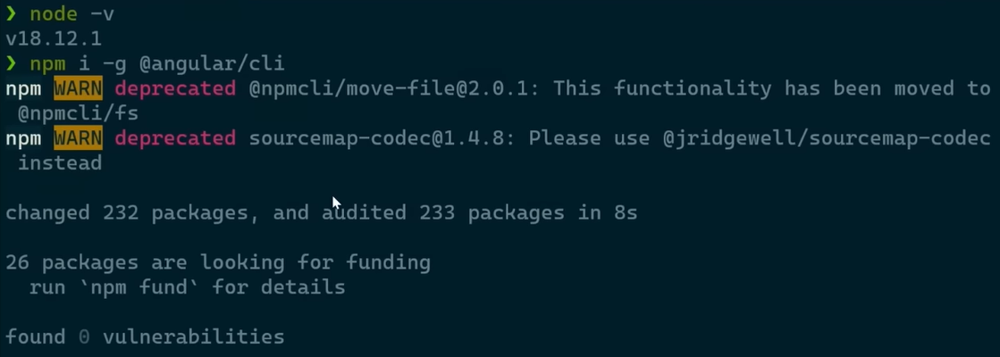 ❯ node -v
v18.12.1
❯ npm i -g @angular/cli
npm WARN deprecated @npmcli/move-file@2.0.1: This functionality has been moved to
@npmcli/fs
npm WARN deprecated sourcemap-codec@1.4.8: Please use @jridgewell/sourcemap-codec
instead
changed 232 packages, and audited 233 packages in 8s
26 packages are looking for funding
run `npm fund` for details
found 0 vulnerabilities